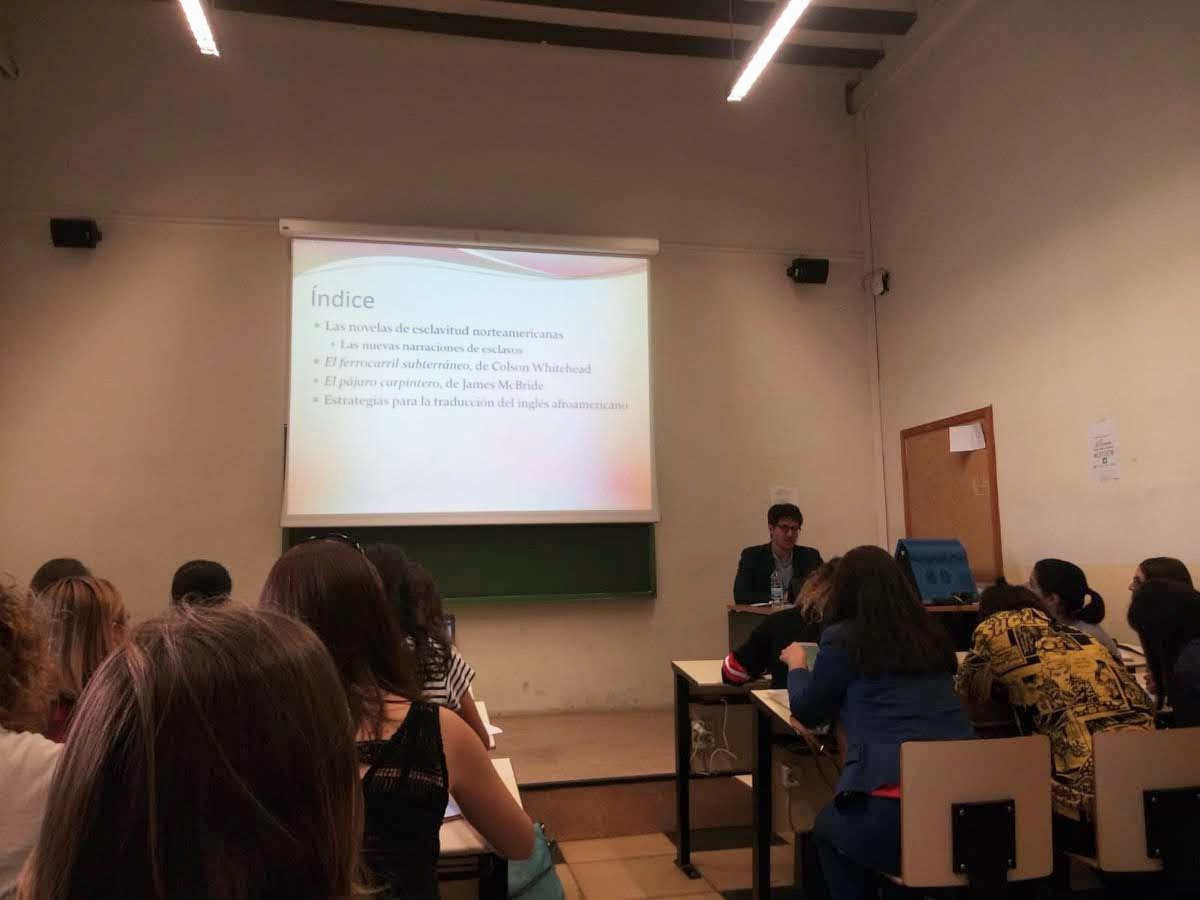 Índice
Las novelas de esclavitud norteamericanas
Las nuevas narraciones de esclavos
El ferrocarril subterráneo, de Colson Whitehead
El pájaro carpintero, de James McBride
Estrategias para la traducción del inglés afroamericano